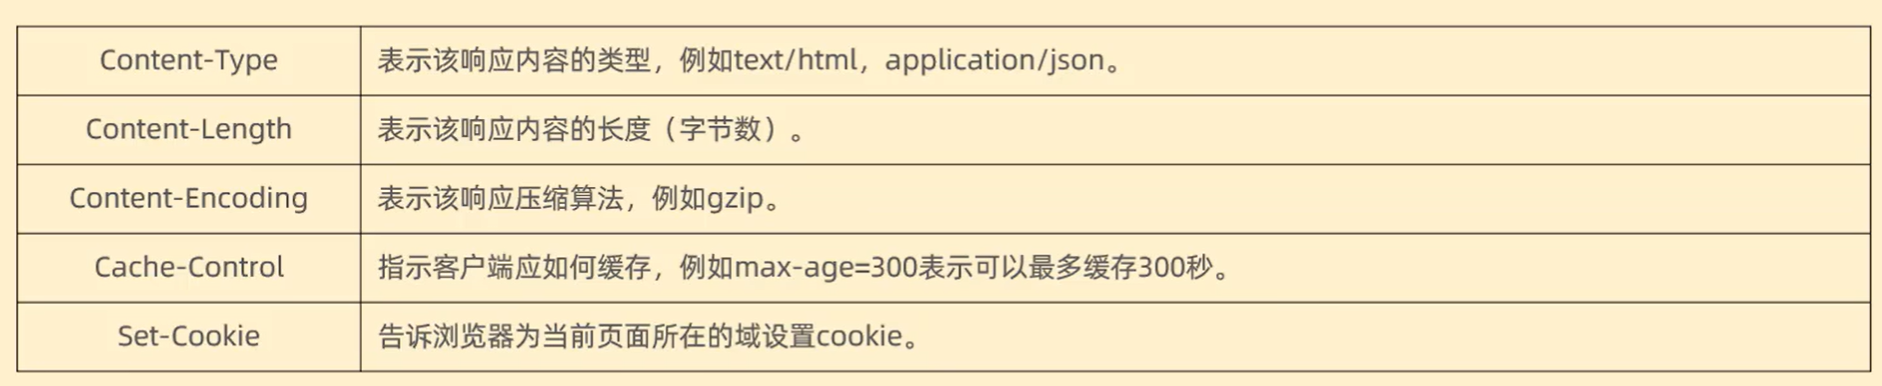 Content-Type 表示该响应内容的类型，例如text/html，application/json。
Content-Length 表示该响应内容的长度（字节数）。
Content-Encoding 表示该响应压缩算法，例如gzip。
Cache-Control 指示客户端应如何缓存，例如max-age=300表示可以最多缓存300秒。
Set-Cookie 告诉浏览器为当前页面所在的域设置cookie。